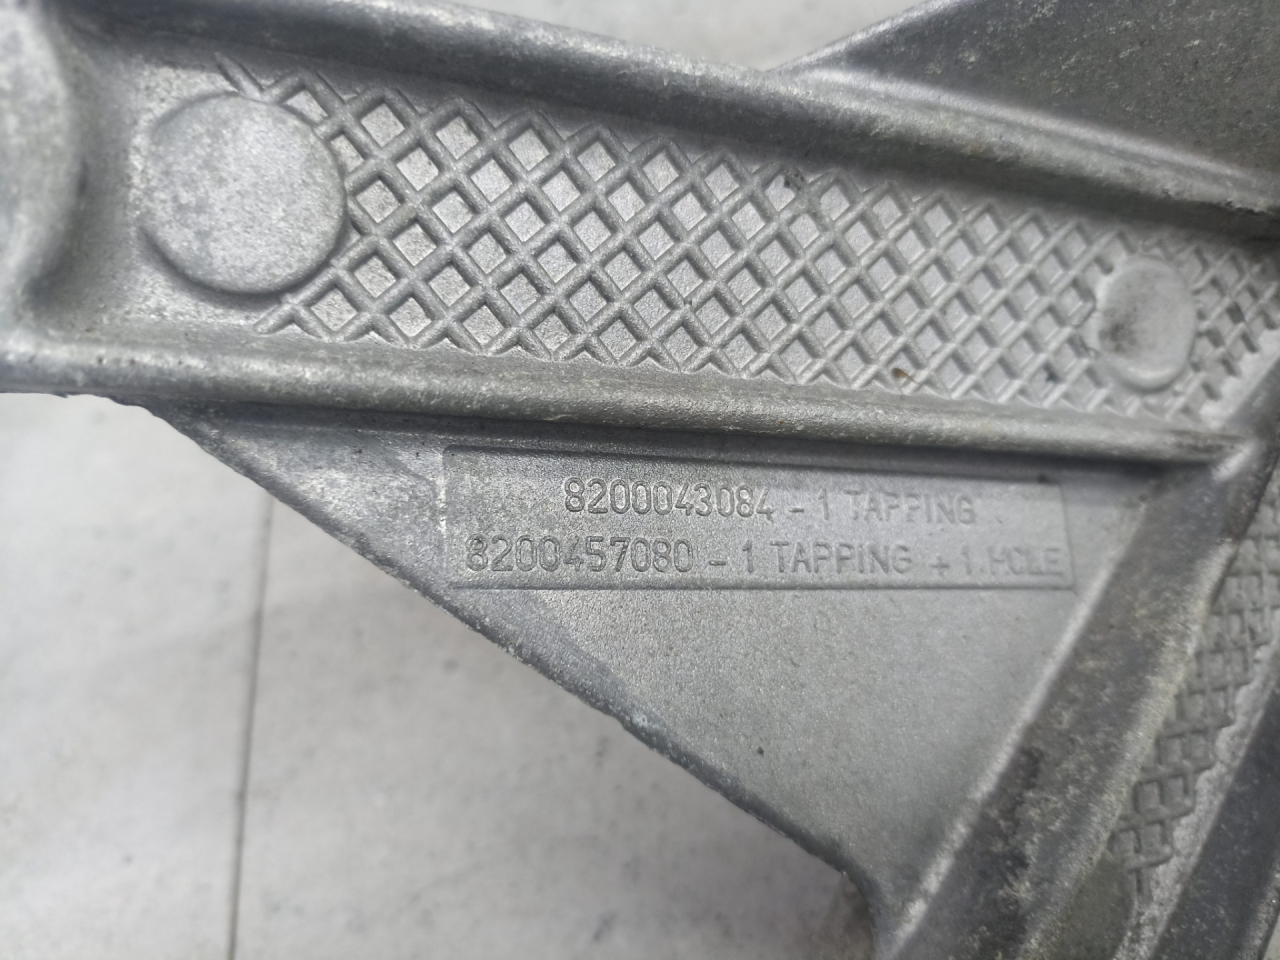 8200043084 - 1 TAPPING
8200457080 - 1 TAPPING + 1 HOLE